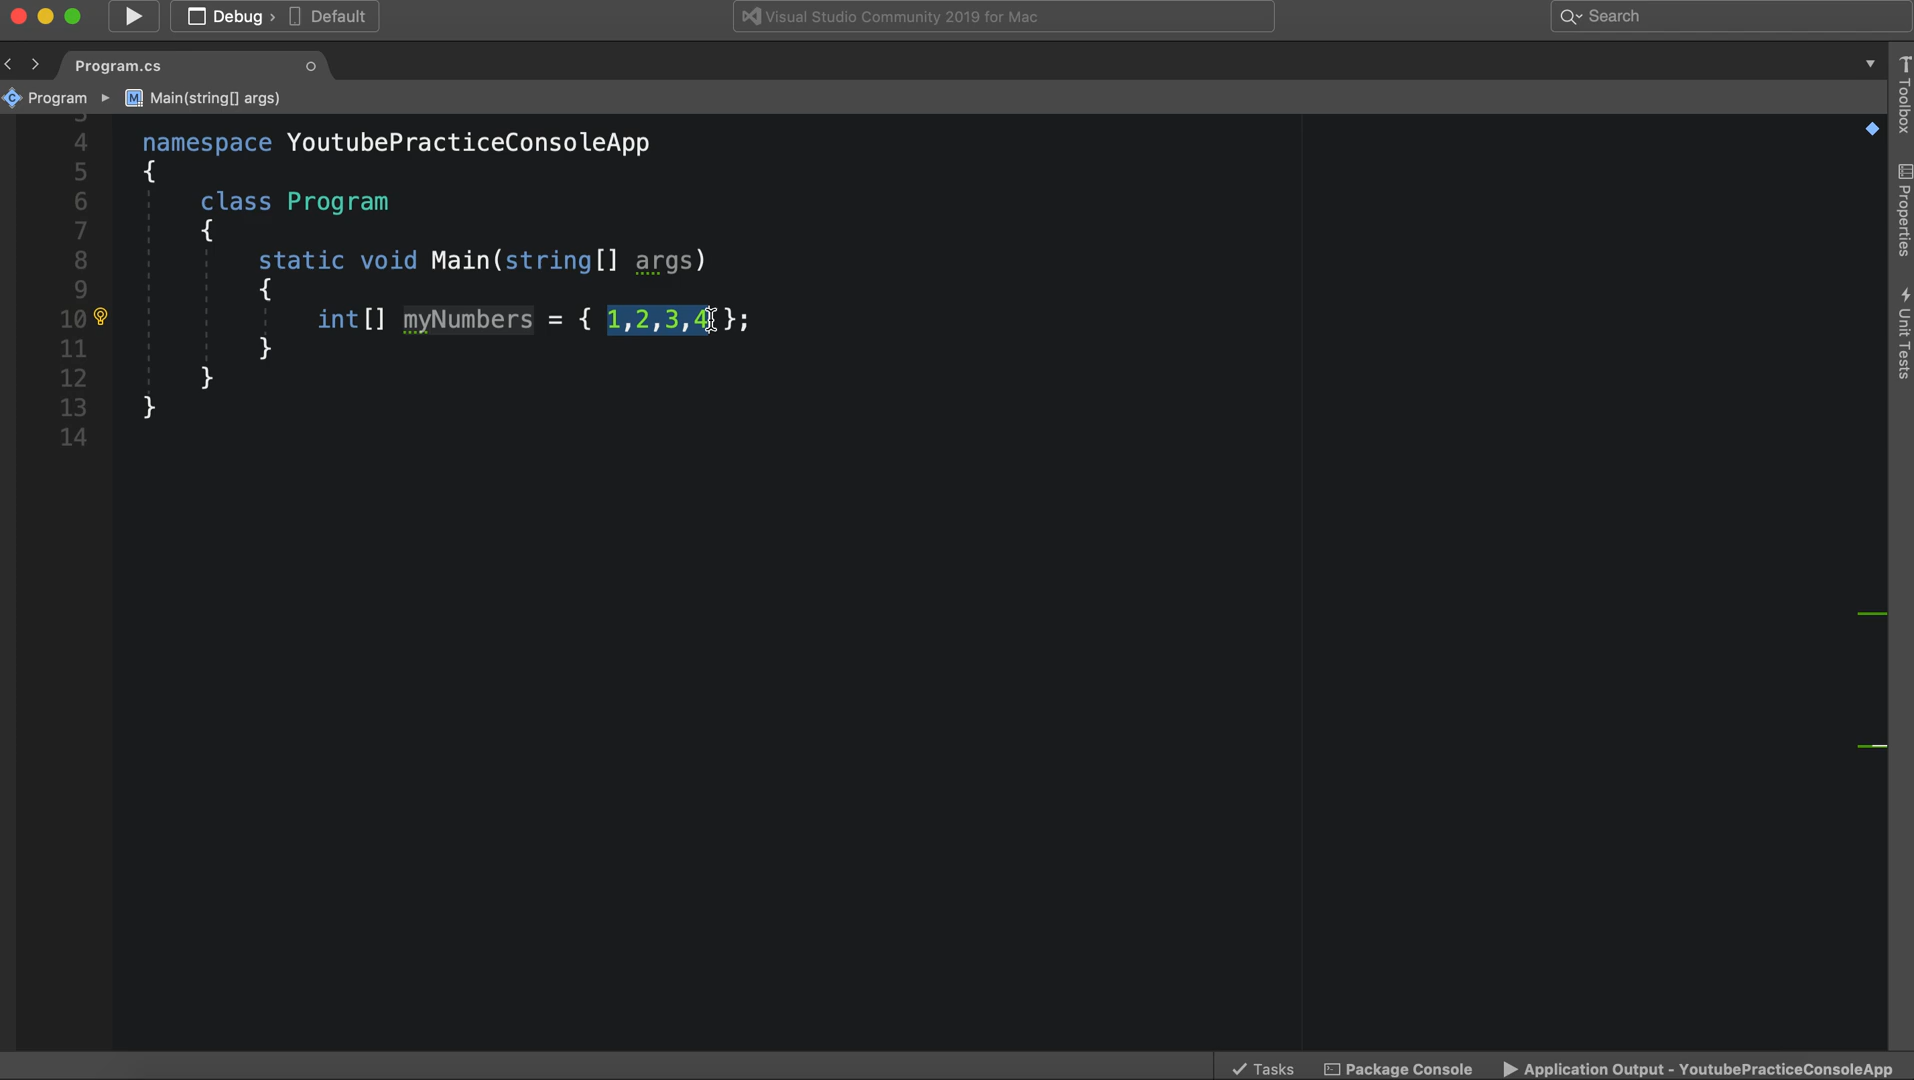 Debug › Default
Visual Studio Community 2019 for Mac
Search
Program.cs
Program ▸ M Main(string[] args)
3
4 namespace YoutubePracticeConsoleApp
5 {
6 class Program
7 {
8 static void Main(string[] args)
9 {
10 int[] myNumbers = { 1,2,3,4 };
11 }
12 }
13 }
14
Toolbox
Properties
Unit Tests
Tasks
Package Console
Application Output - YoutubePracticeConsoleApp